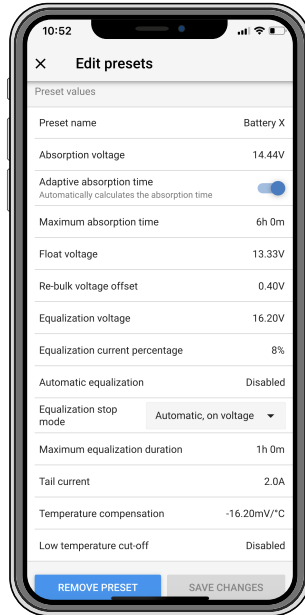 10:52
Edit presets
Preset values
Preset name Battery X
Absorption voltage 14.44V
Adaptive absorption time
Automatically calculates the absorption time
Maximum absorption time 6h 0m
Float voltage 13.33V
Re-bulk voltage offset 0.40V
Equalization voltage 16.20V
Equalization current percentage 8%
Automatic equalization Disabled
Equalization stop
mode Automatic, on voltage
Maximum equalization duration 1h 0m
Tail current 2.0A
Temperature compensation -16.20mV/°C
Low temperature cut-off Disabled
REMOVE PRESET SAVE CHANGES